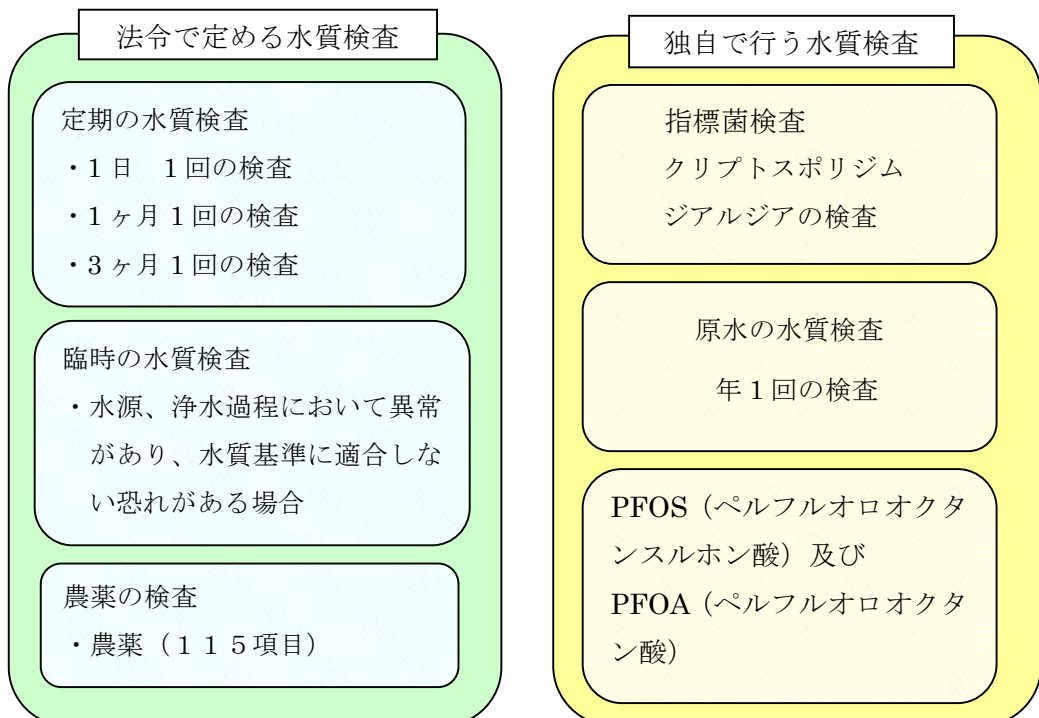 法令で定める水質検査
定期の水質検査
・1日　1回の検査
・1ヶ月1回の検査
・3ヶ月1回の検査
臨時の水質検査
・水源、浄水過程において異常
があり、水質基準に適合しな
い恐れがある場合
農薬の検査
・農薬（115項目）
独自で行う水質検査
指標菌検査
クリプトスポリジム
ジアルジアの検査
原水の水質検査
年1回の検査
PFOS（ペルフルオロオクタ
ンスルホン酸）及び
PFOA（ペルフルオロオクタ
ン酸）